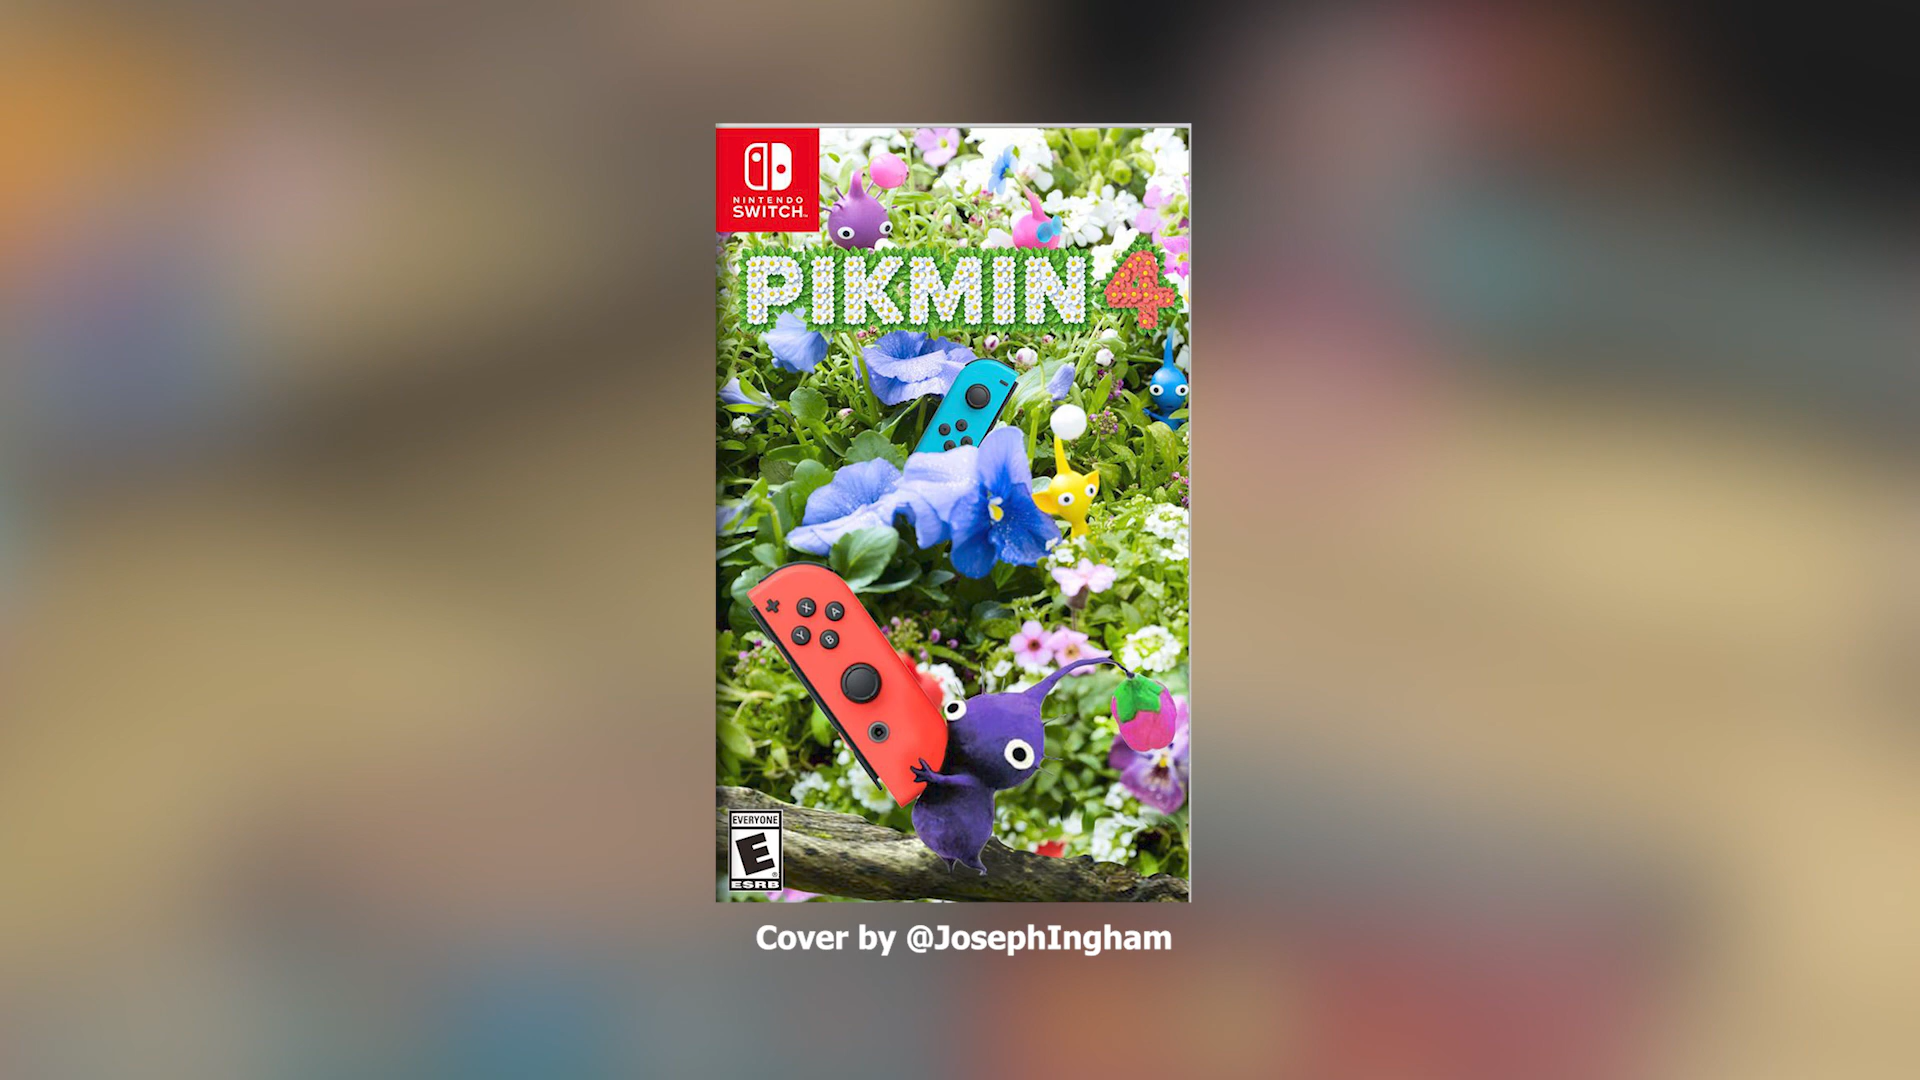 NINTENDO
SWITCH
PIKMIN 4
X
A
Y
B
EVERYONE
E
ESRB
Cover by @JosephIngham